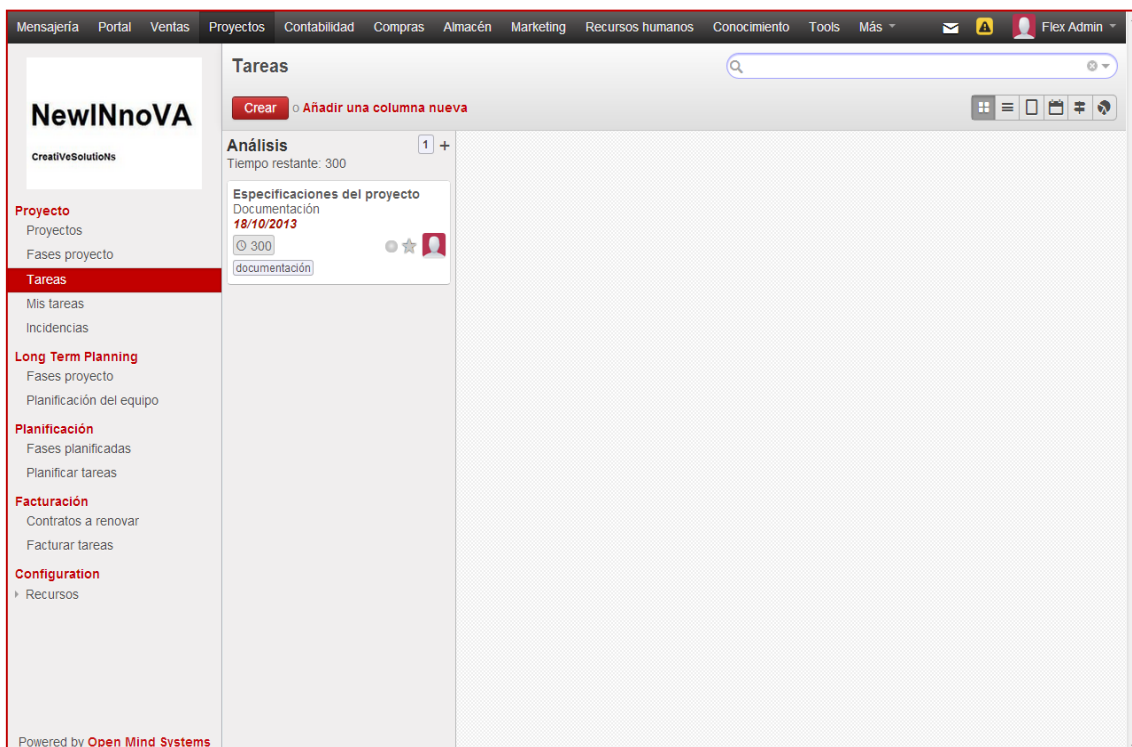 Mensajería Portal Ventas Proyectos Contabilidad Compras Almacén Marketing Recursos humanos Conocimiento Tools Más Flex Admin
NewINnoVA
CreatiVeSolutioNs
Proyecto
Proyectos
Fases proyecto
Tareas
Mis tareas
Incidencias
Long Term Planning
Fases proyecto
Planificación del equipo
Planificación
Fases planificadas
Planificar tareas
Facturación
Contratos a renovar
Facturar tareas
Configuration
Recursos
Powered by Open Mind Systems
Tareas
Crear o Añadir una columna nueva
Análisis 1 +
Tiempo restante: 300
Especificaciones del proyecto
Documentación
18/10/2013
300
documentación